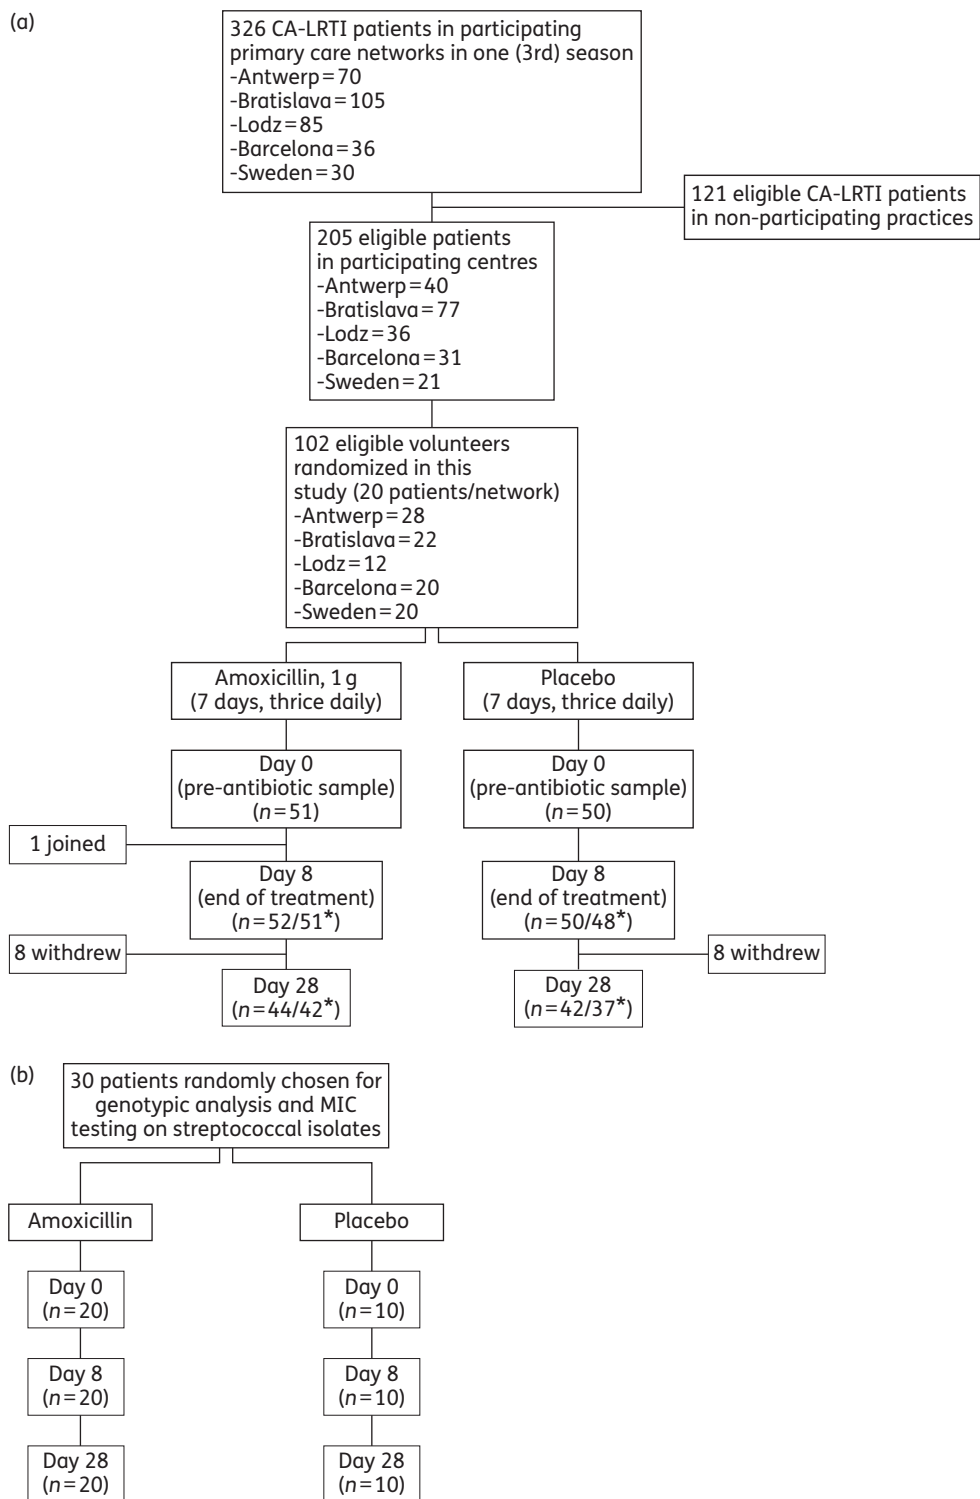 (a)
326 CA-LRTI patients in participating
primary care networks in one (3rd) season
-Antwerp=70
-Bratislava=105
-Lodz=85
-Barcelona=36
-Sweden=30
121 eligible CA-LRTI patients
in non-participating practices
205 eligible patients
in participating centres
-Antwerp=40
-Bratislava=77
-Lodz=36
-Barcelona=31
-Sweden=21
102 eligible volunteers
randomized in this
study (20 patients/network)
-Antwerp=28
-Bratislava=22
-Lodz=12
-Barcelona=20
-Sweden=20
Amoxicillin, 1 g
(7 days, thrice daily)
Placebo
(7 days, thrice daily)
Day 0
(pre-antibiotic sample)
(n=51)
Day 0
(pre-antibiotic sample)
(n=50)
1 joined
Day 8
(end of treatment)
(n=52/51*)
Day 8
(end of treatment)
(n=50/48*)
8 withdrew
8 withdrew
Day 28
(n=44/42*)
Day 28
(n=42/37*)
(b)
30 patients randomly chosen for
genotypic analysis and MIC
testing on streptococcal isolates
Amoxicillin
Placebo
Day 0
(n=20)
Day 0
(n=10)
Day 8
(n=20)
Day 8
(n=10)
Day 28
(n=20)
Day 28
(n=10)